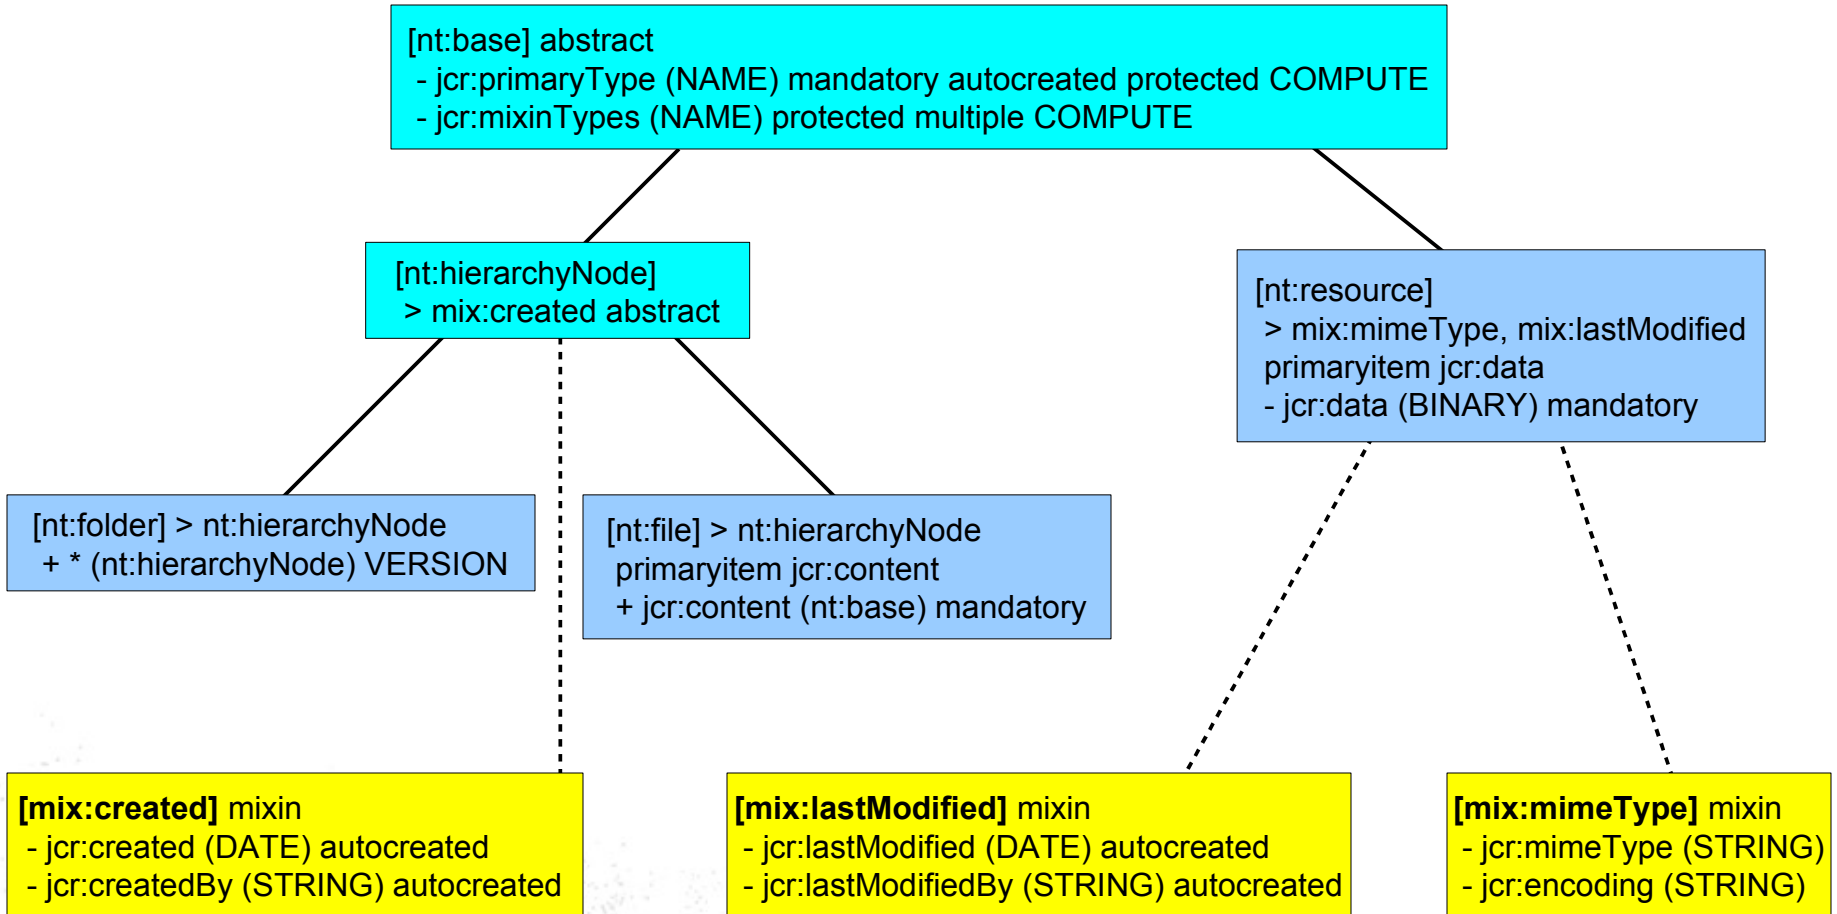 [nt:base] abstract
- jcr:primaryType (NAME) mandatory autocreated protected COMPUTE
- jcr:mixinTypes (NAME) protected multiple COMPUTE
[nt:hierarchyNode]
> mix:created abstract
[nt:resource]
> mix:mimeType, mix:lastModified
primaryitem jcr:data
- jcr:data (BINARY) mandatory
[nt:folder] > nt:hierarchyNode
+ * (nt:hierarchyNode) VERSION
[nt:file] > nt:hierarchyNode
primaryitem jcr:content
+ jcr:content (nt:base) mandatory
[mix:created] mixin
- jcr:created (DATE) autocreated
- jcr:createdBy (STRING) autocreated
[mix:lastModified] mixin
- jcr:lastModified (DATE) autocreated
- jcr:lastModifiedBy (STRING) autocreated
[mix:mimeType] mixin
- jcr:mimeType (STRING)
- jcr:encoding (STRING)